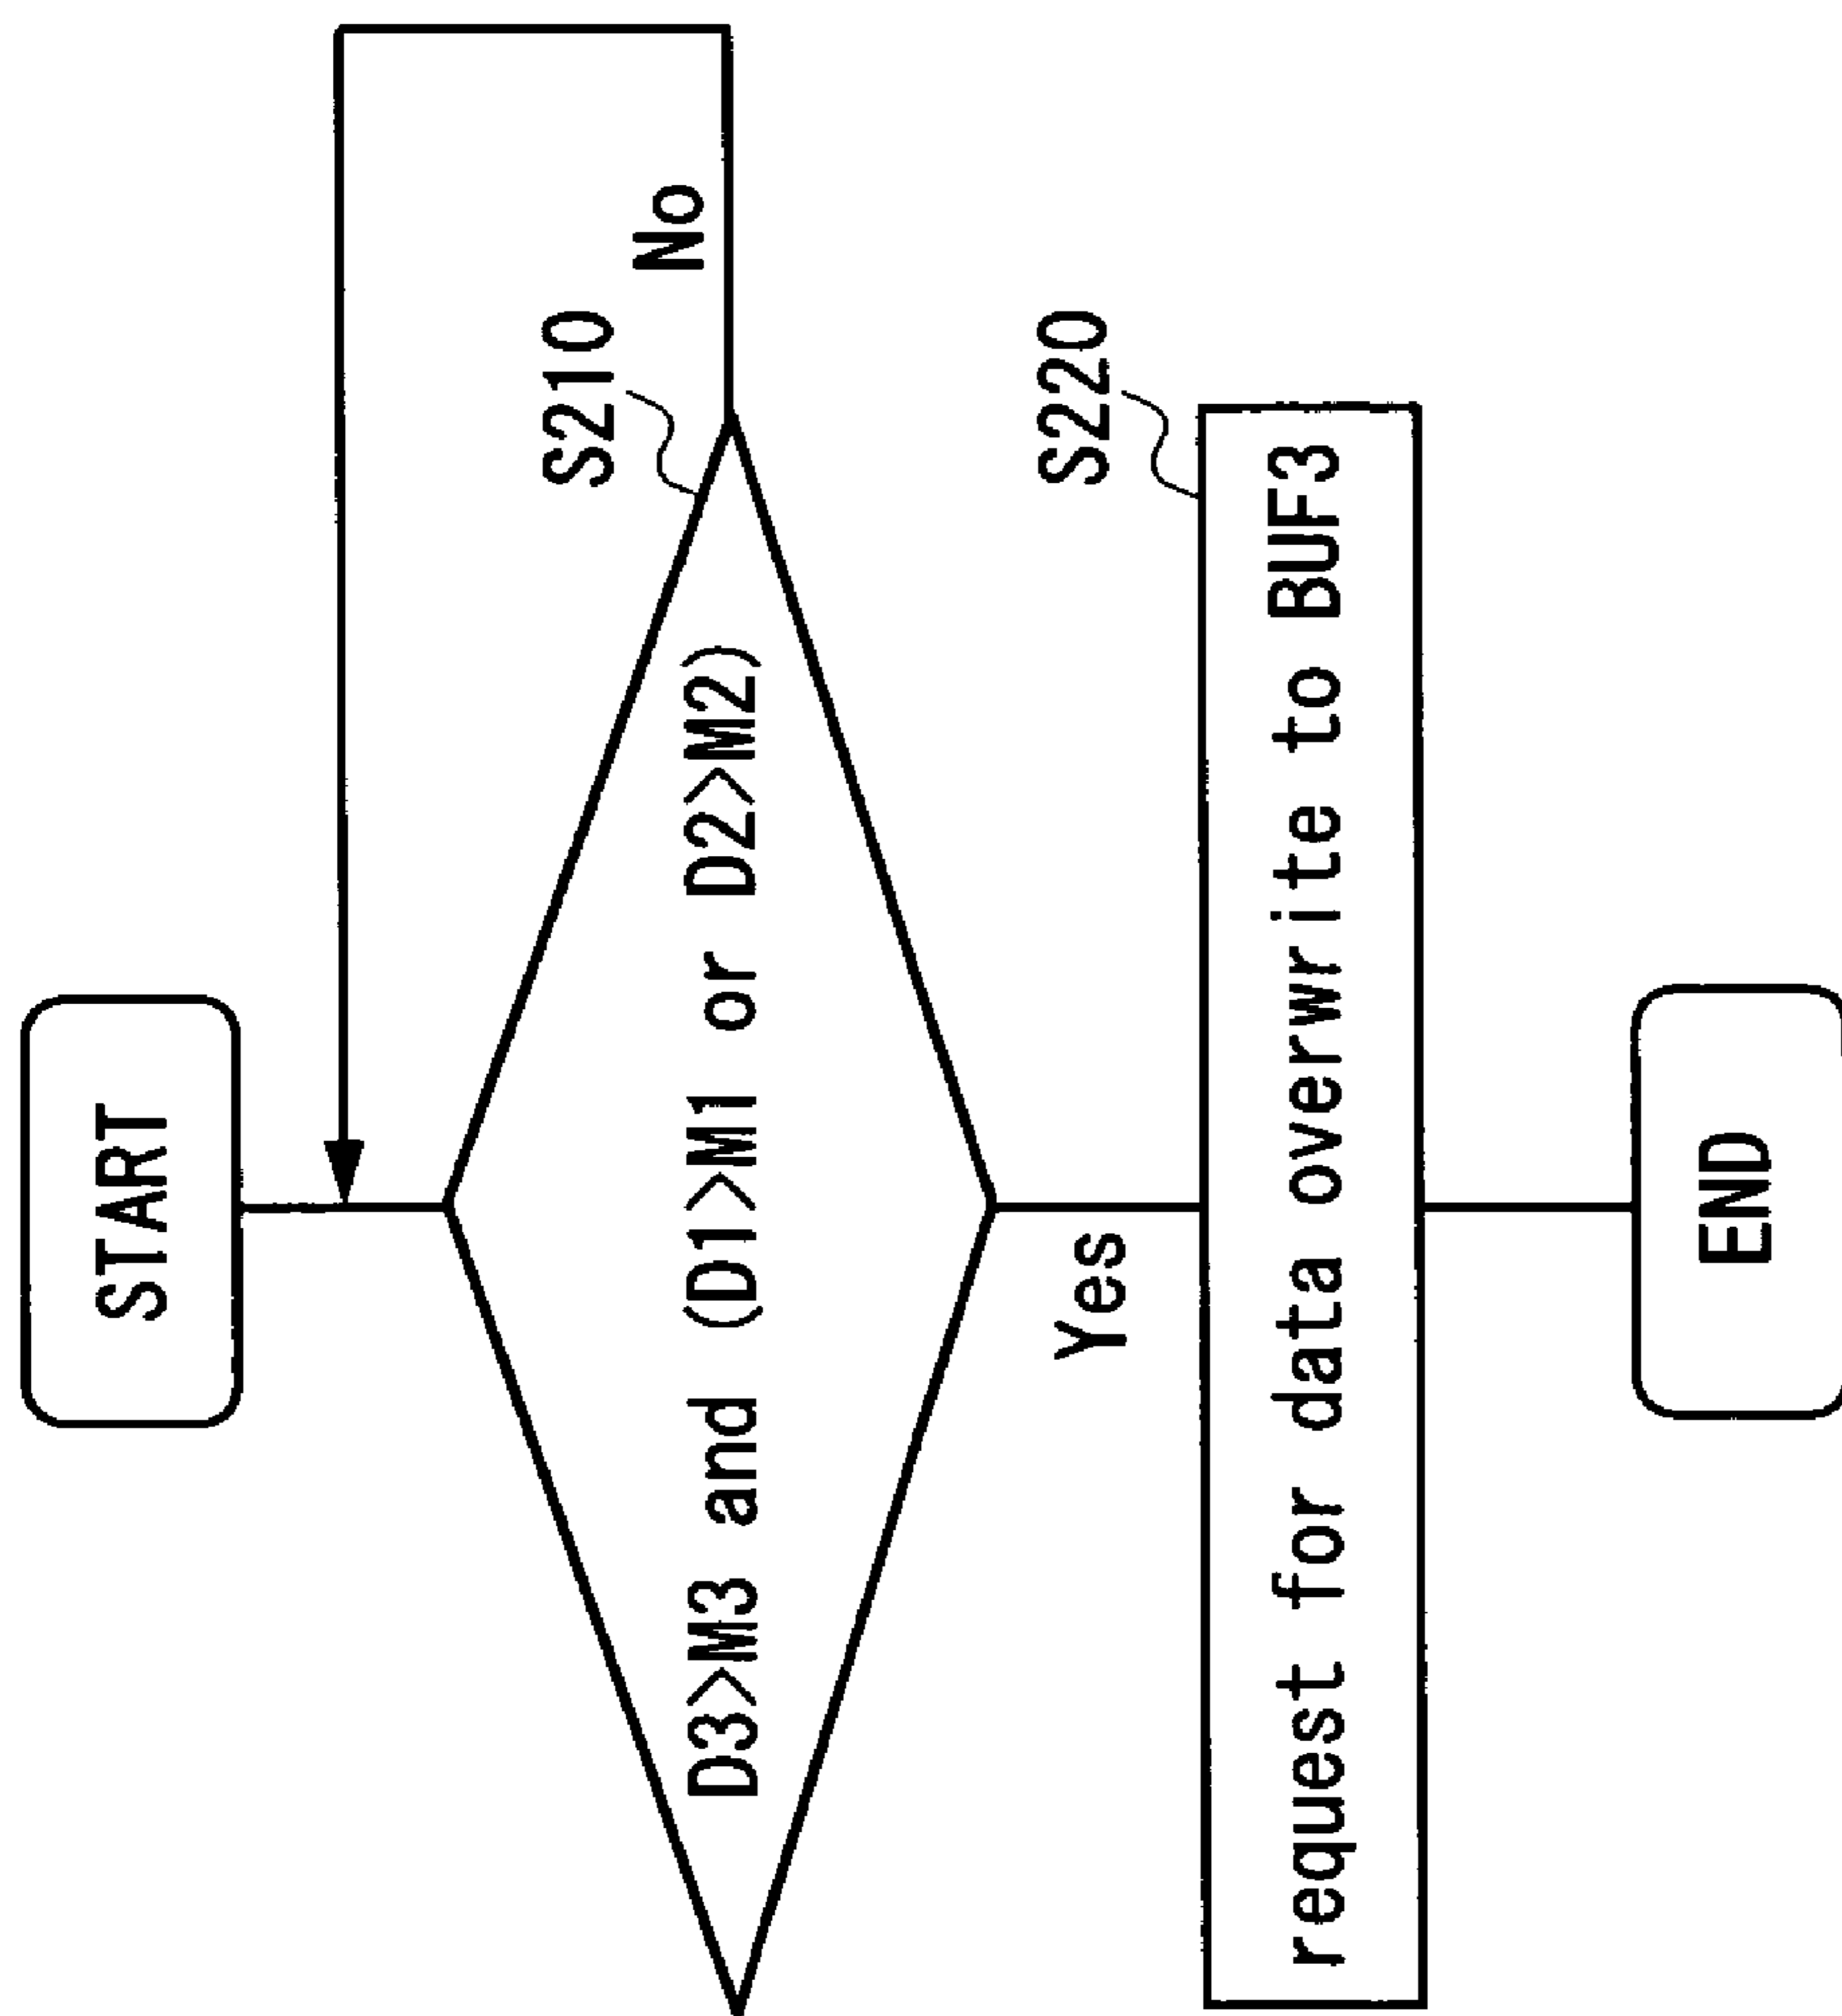 START
S210
D3>M3 and (D1>M1 or D2>M2)
No
Yes
S220
request for data overwrite to BUF3
END